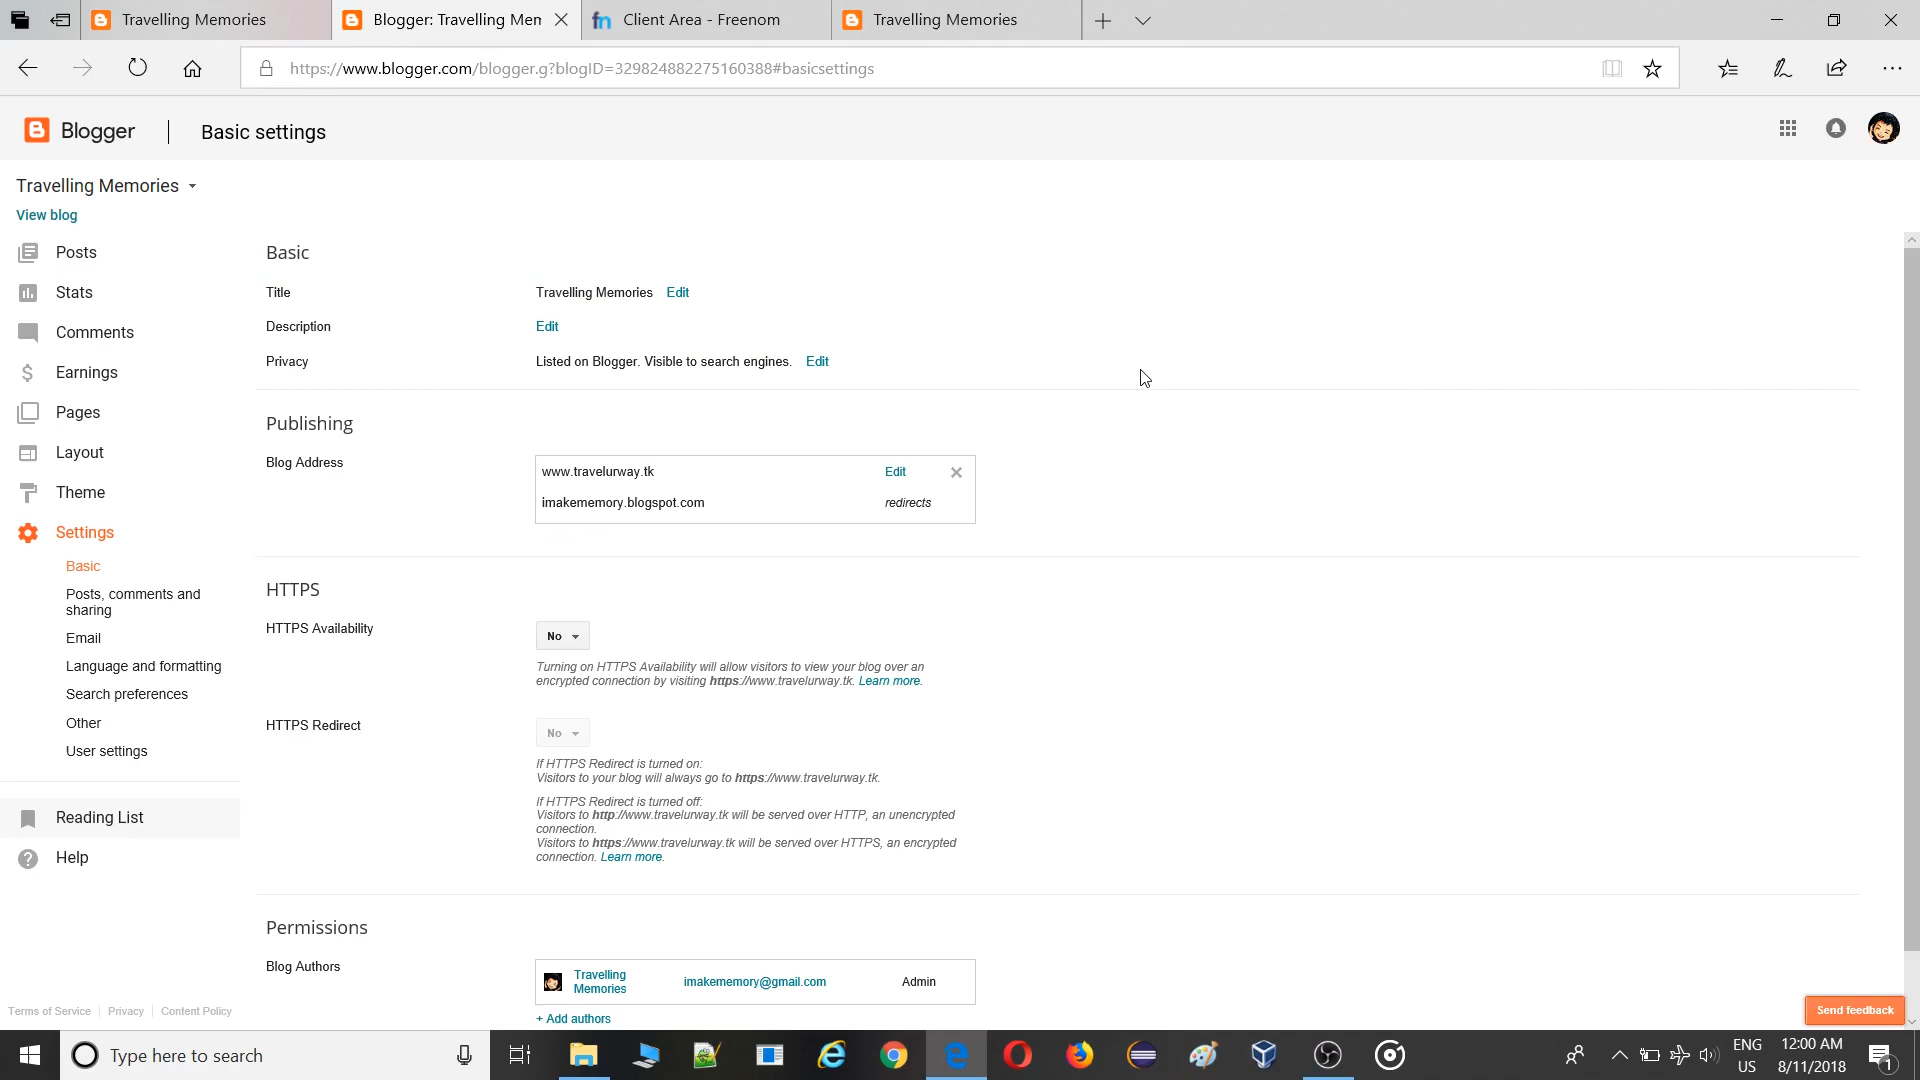 Travelling Memories
Blogger: Travelling Mem
Client Area - Freenom
Travelling Memories
https://www.blogger.com/blogger.g?blogID=329824882275160388#basicsettings
Blogger
Basic settings
Travelling Memories
View blog
Posts
Stats
Comments
Earnings
Pages
Layout
Theme
Settings
Basic
Posts, comments and
sharing
Email
Language and formatting
Search preferences
Other
User settings
Reading List
Help
Terms of Service
Privacy
Content Policy
Basic
Title
Travelling Memories Edit
Description
Edit
Privacy
Listed on Blogger. Visible to search engines. Edit
Publishing
Blog Address
www.travelurway.tk Edit
imakememory.blogspot.com redirects
HTTPS
HTTPS Availability
No
Turning on HTTPS Availability will allow visitors to view your blog over an
encrypted connection by visiting https://www.travelurway.tk. Learn more.
HTTPS Redirect
No
If HTTPS Redirect is turned on:
Visitors to your blog will always go to https://www.travelurway.tk.
If HTTPS Redirect is turned off:
Visitors to http://www.travelurway.tk will be served over HTTP, an unencrypted
connection.
Visitors to https://www.travelurway.tk will be served over HTTPS, an encrypted
connection. Learn more.
Permissions
Blog Authors
Travelling
Memories
imakememory@gmail.com
Admin
+ Add authors
Send feedback
Type here to search
ENG
US
12:00 AM
8/11/2018
1